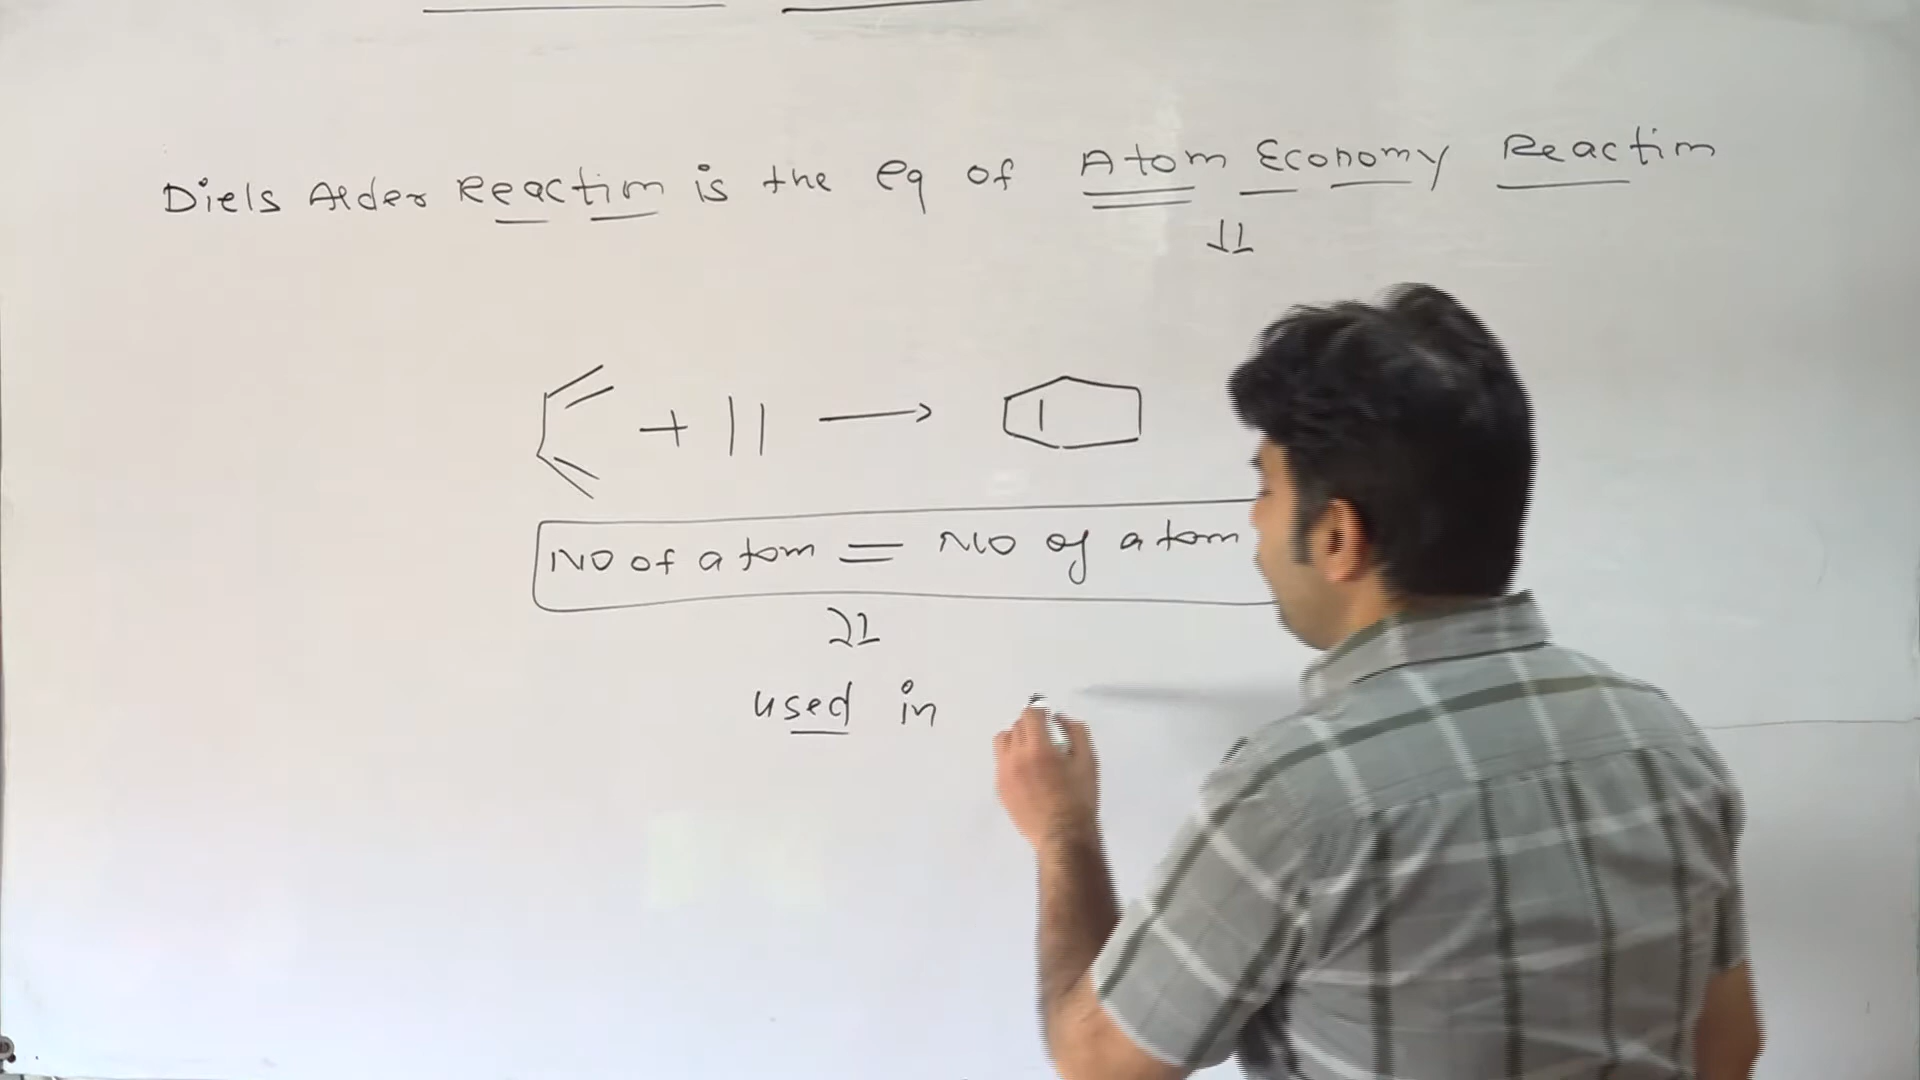 Diels Alder Reaction is the eq of Atom Economy Reaction
+ || →
NO of atom = NO of atom
used in